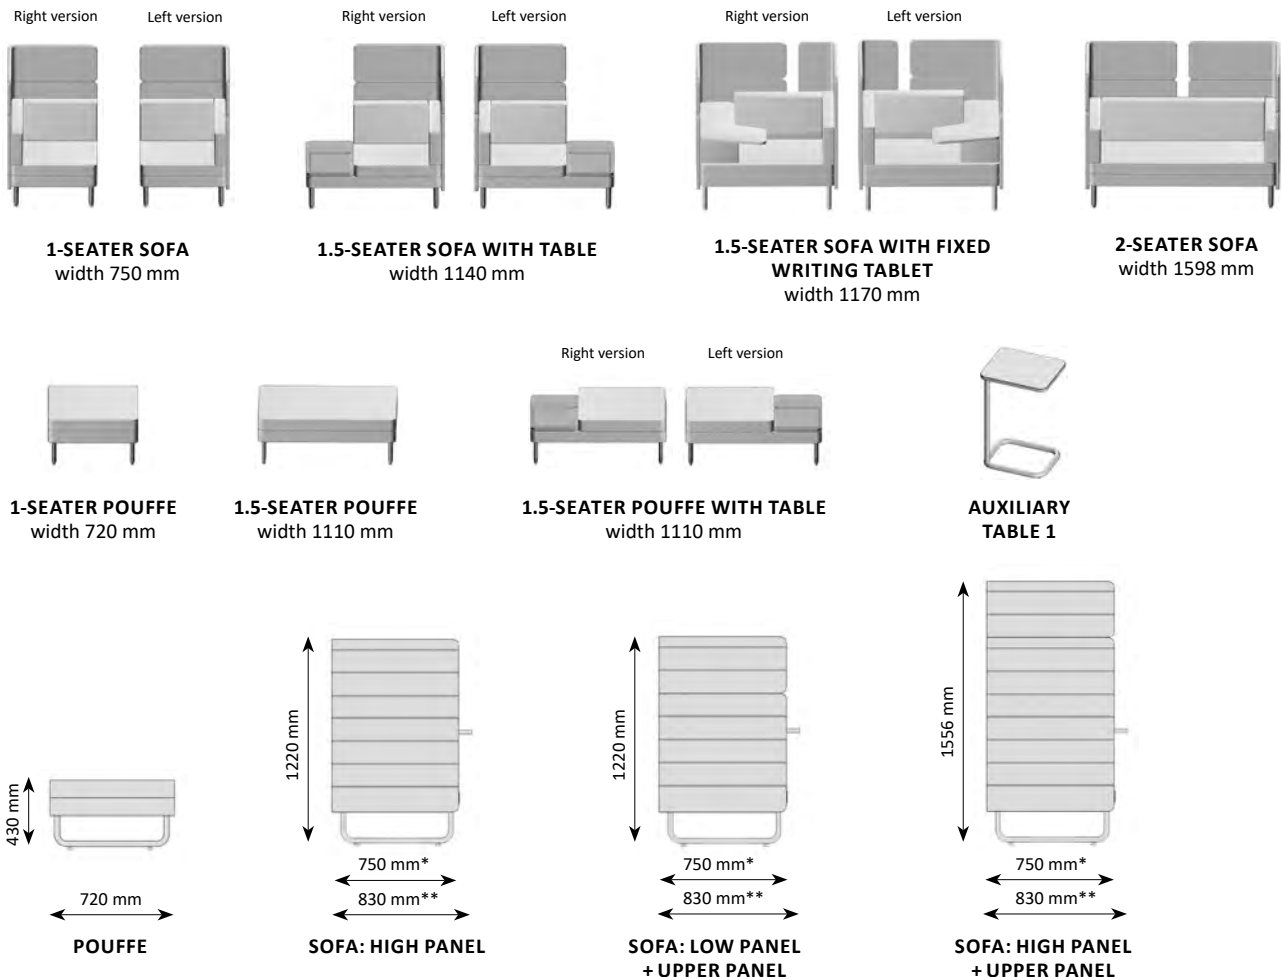 Right version
Left version
Right version
Left version
Right version
Left version
1-SEATER SOFA
width 750 mm
1.5-SEATER SOFA WITH TABLE
width 1140 mm
1.5-SEATER SOFA WITH FIXED
WRITING TABLET
width 1170 mm
2-SEATER SOFA
width 1598 mm
Right version
Left version
1-SEATER POUFFE
width 720 mm
1.5-SEATER POUFFE
width 1110 mm
1.5-SEATER POUFFE WITH TABLE
width 1110 mm
AUXILIARY
TABLE 1
430 mm
720 mm
POUFFE
1220 mm
750 mm*
830 mm**
SOFA: HIGH PANEL
1220 mm
750 mm*
830 mm**
SOFA: LOW PANEL
+ UPPER PANEL
1556 mm
750 mm*
830 mm**
SOFA: HIGH PANEL
+ UPPER PANEL